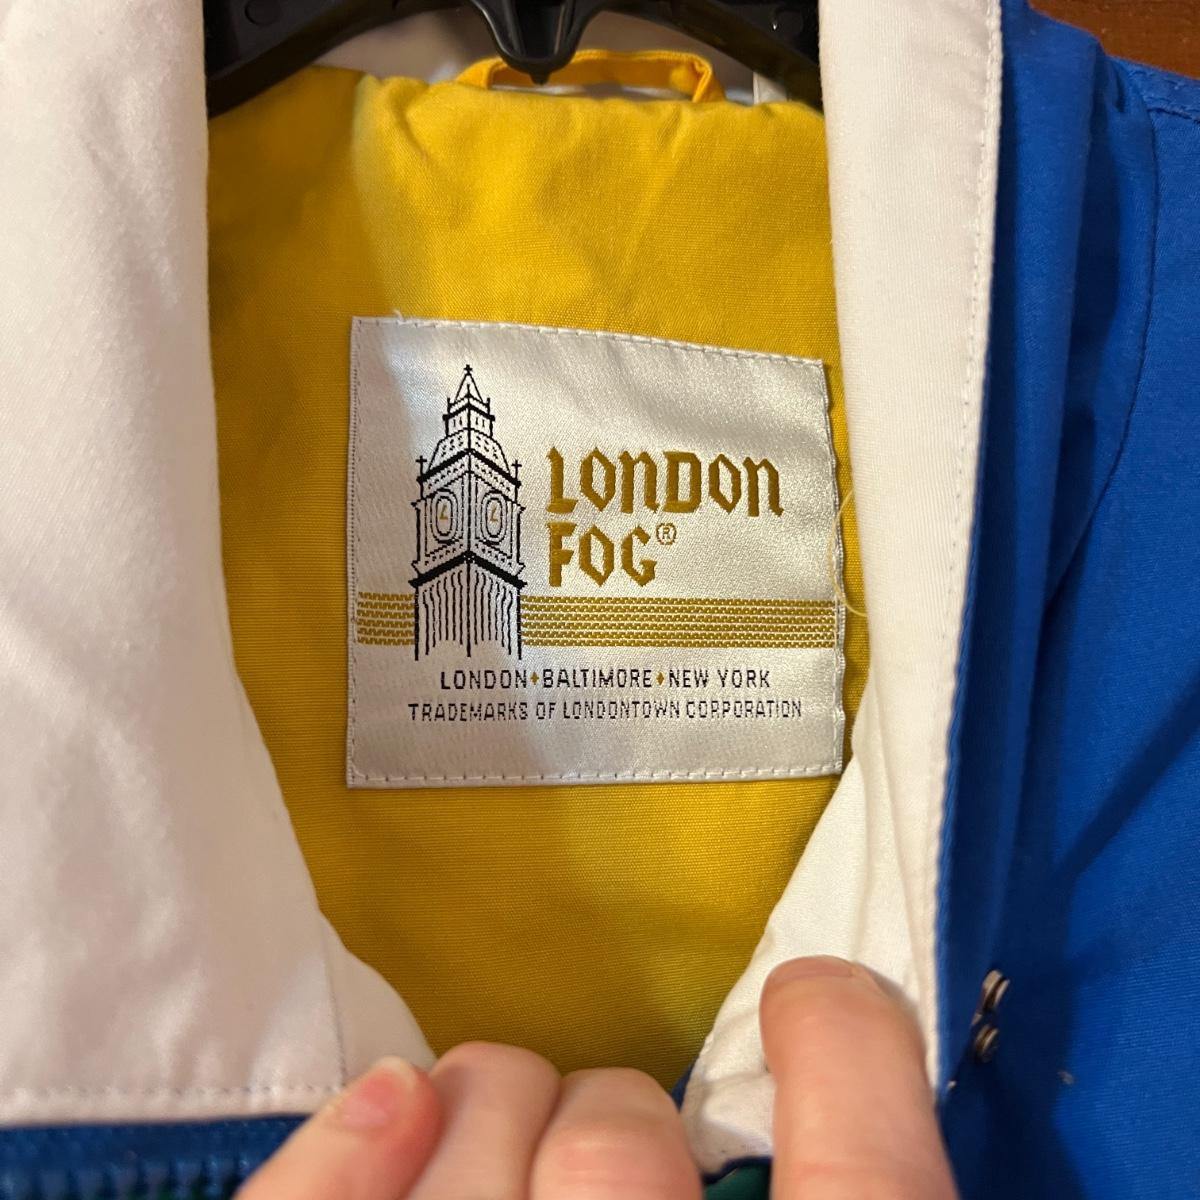 LONDON
FOG®
LONDON♦BALTIMORE♦NEW YORK
TRADEMARKS OF LONDONTOWN CORPORATION